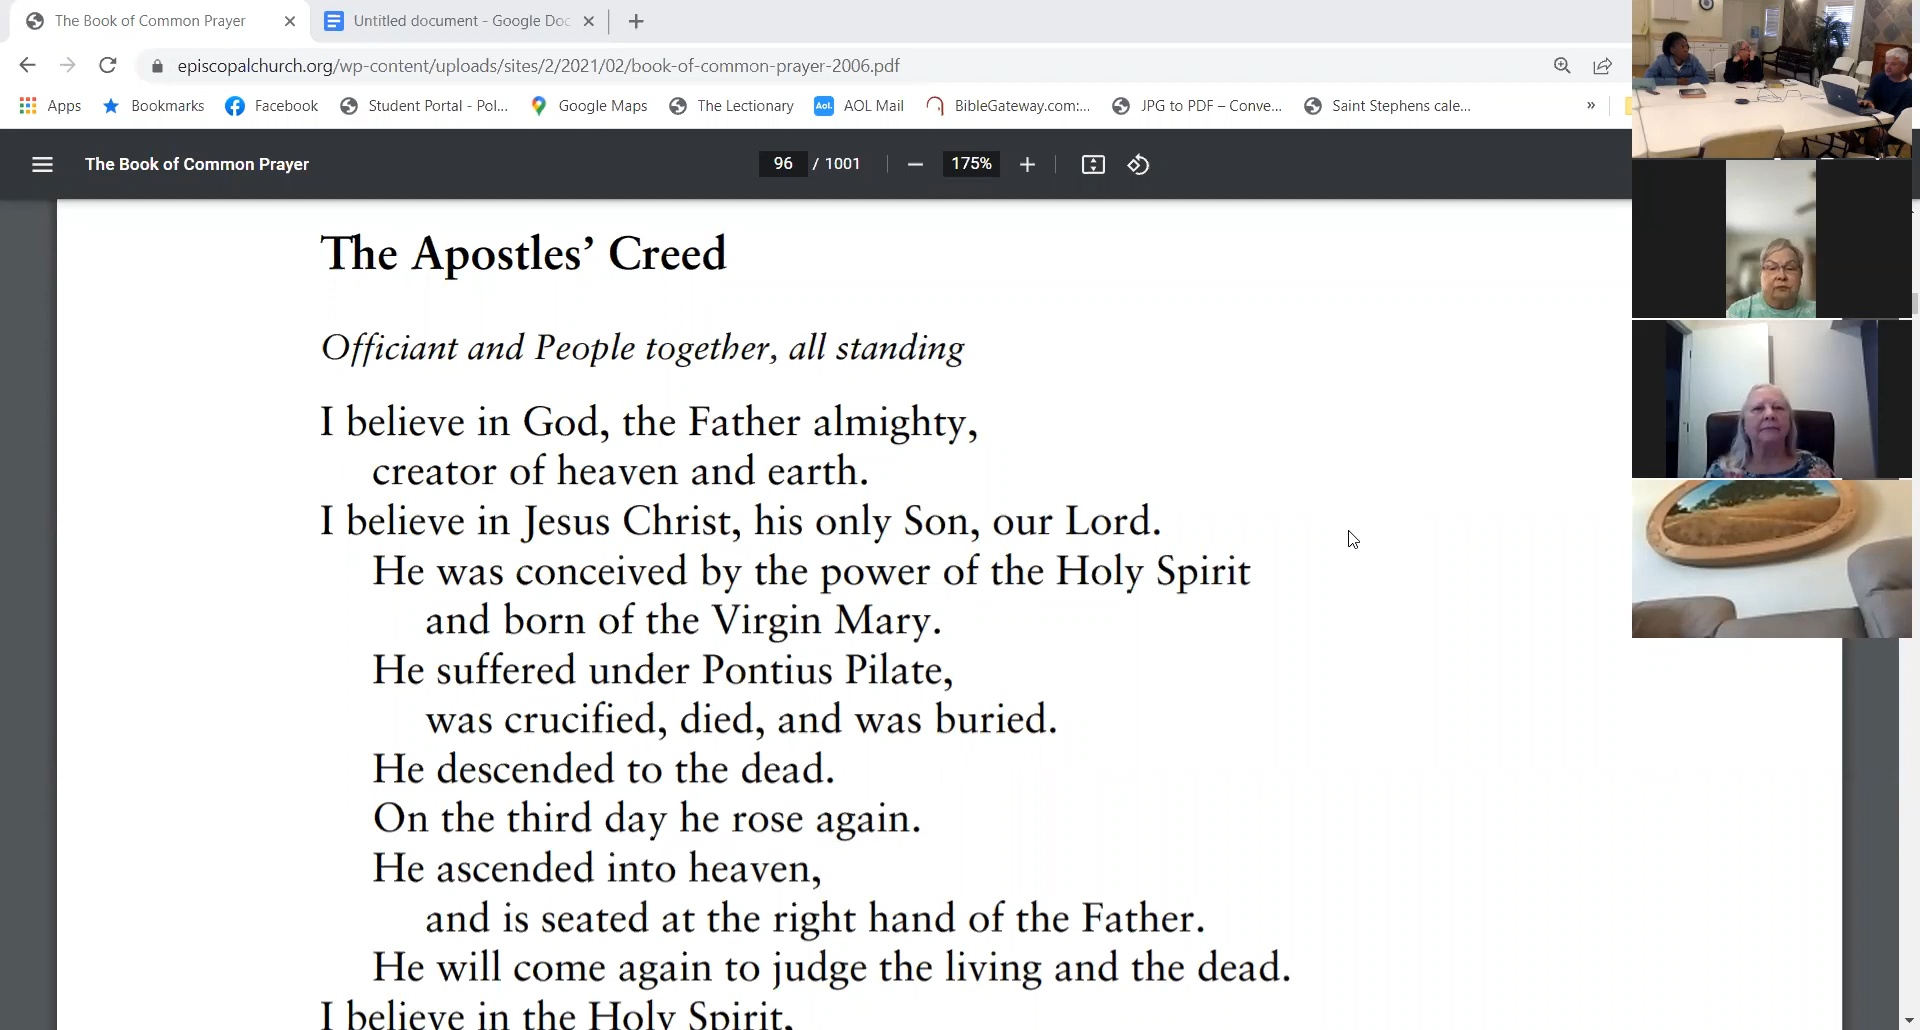 The Book of Common Prayer
Untitled document - Google Doc
episcopalchurch.org/wp-content/uploads/sites/2/2021/02/book-of-common-prayer-2006.pdf
Apps Bookmarks Facebook Student Portal - Pol... Google Maps The Lectionary Aol. AOL Mail BibleGateway.com:... JPG to PDF – Conve... Saint Stephens cale... »
The Book of Common Prayer 96 / 1001 175%
The Apostles’ Creed
Officiant and People together, all standing
I believe in God, the Father almighty,
creator of heaven and earth.
I believe in Jesus Christ, his only Son, our Lord.
He was conceived by the power of the Holy Spirit
and born of the Virgin Mary.
He suffered under Pontius Pilate,
was crucified, died, and was buried.
He descended to the dead.
On the third day he rose again.
He ascended into heaven,
and is seated at the right hand of the Father.
He will come again to judge the living and the dead.
I believe in the Holy Spirit,